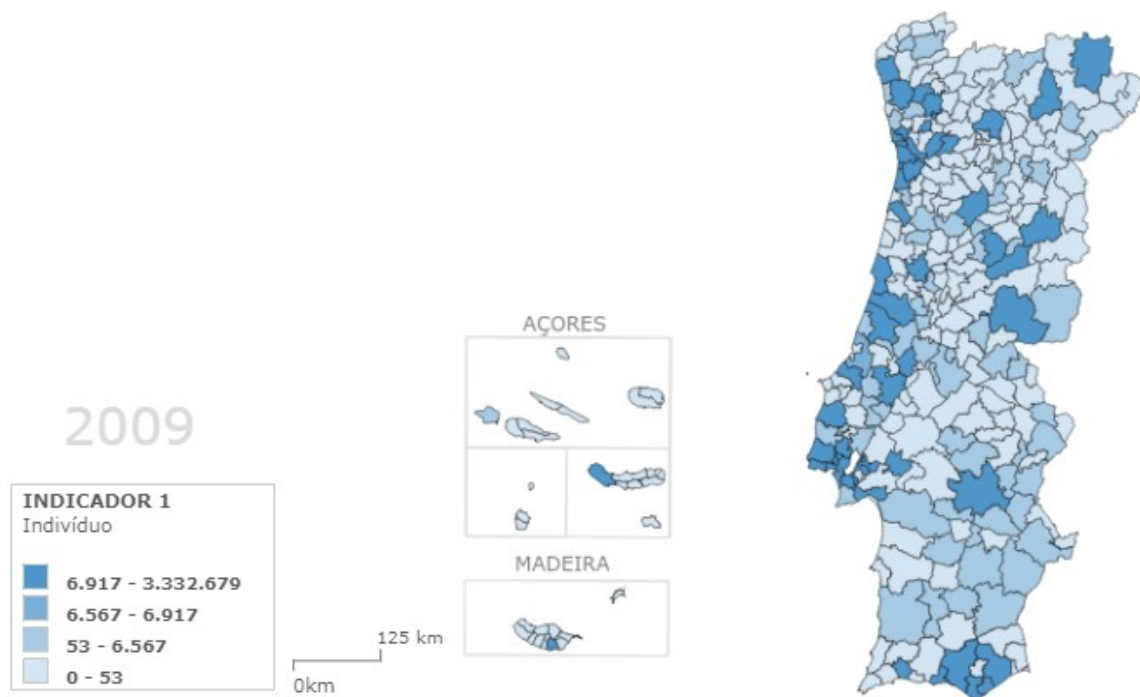 AÇORES
2009
INDICADOR 1
Indivíduo
6.917 - 3.332.679
6.567 - 6.917
53 - 6.567
0 - 53
MADEIRA
125 km
0km